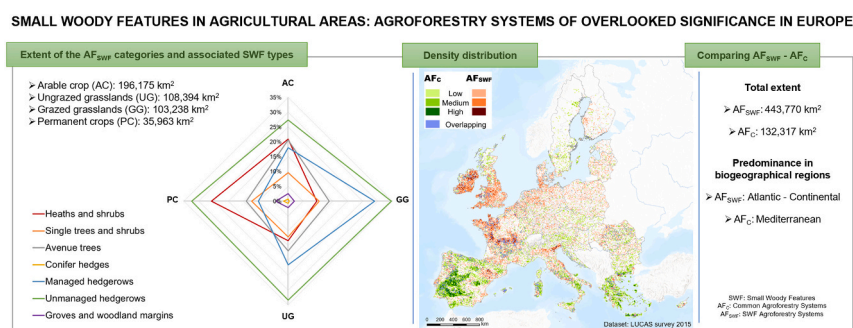 SMALL WOODY FEATURES IN AGRICULTURAL AREAS: AGROFORESTRY SYSTEMS OF OVERLOOKED SIGNIFICANCE IN EUROPE
Extent of the AFSWF categories and associated SWF types
➤ Arable crop (AC): 196,175 km²
➤ Ungrazed grasslands (UG): 108,394 km²
➤ Grazed grasslands (GG): 103,238 km²
➤ Permanent crops (PC): 35,963 km²
AC
35%
30%
25%
20%
15%
10%
5%
0%
PC
GG
UG
Heaths and shrubs
Single trees and shrubs
Avenue trees
Conifer hedges
Managed hedgerows
Unmanaged hedgerows
Groves and woodland margins
Density distribution
AFC AFSWF
Low
Medium
High
Overlapping
0 200 400 600 800
km
Dataset: LUCAS survey 2015
Comparing AFSWF - AFC
Total extent
➤ AFSWF: 443,770 km²
➤ AFC: 132,317 km²
Predominance in
biogeographical regions
➤ AFSWF: Atlantic - Continental
➤ AFC: Mediterranean
SWF: Small Woody Features
AFC: Common Agroforestry Systems
AFSWF: SWF Agroforestry Systems